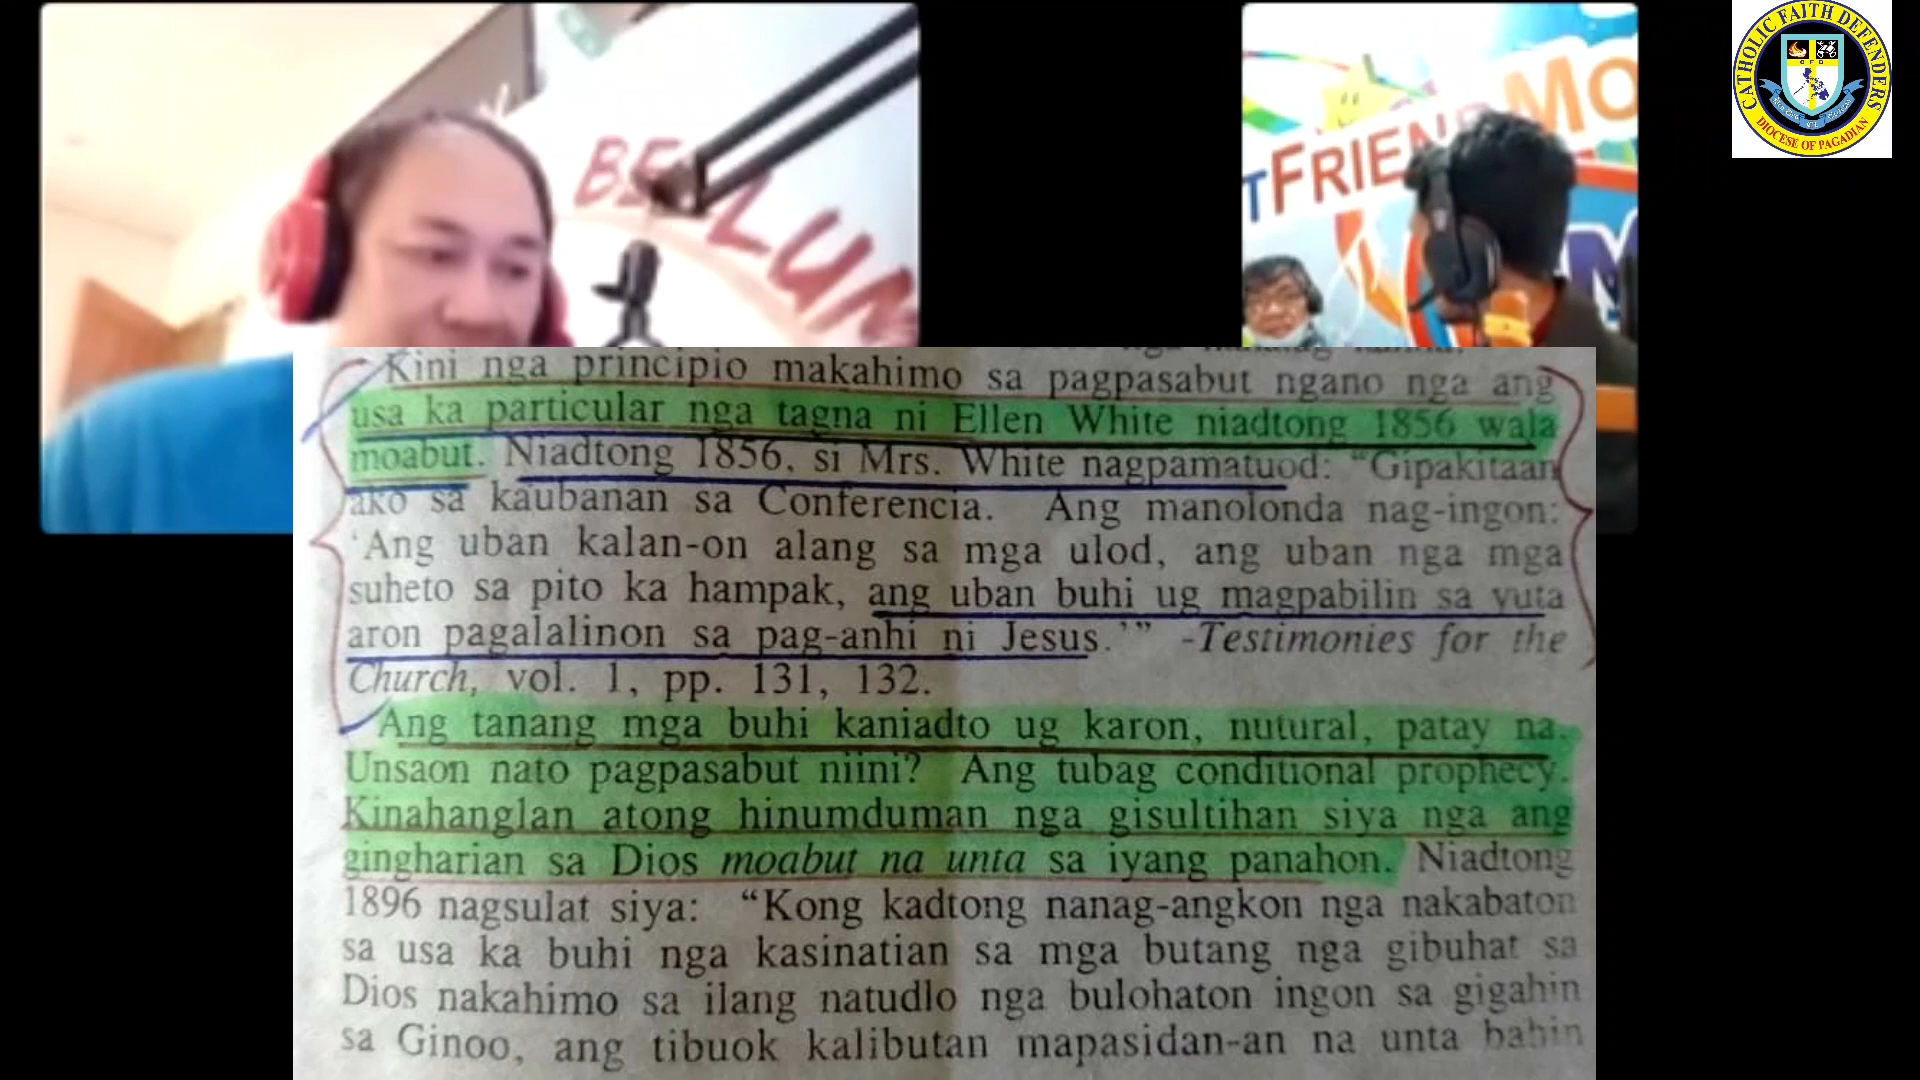 CATHOLIC FAITH DEFENDERS
CFD
DIOCESE OF PAGADIAN
FRIEN
MO
Kini nga principio makahimo sa pagpasabut ngano nga ang
usa ka particular nga tagna ni Ellen White niadtong 1856 wala
moabut. Niadtong 1856, si Mrs. White nagpamatuod: “Gipakitaan
ako sa kaubanan sa Conferencia. Ang manolonda nag-ingon:
‘Ang uban kalan-on alang sa mga ulod, ang uban nga mga
suheto sa pito ka hampak, ang uban buhi ug magpabilin sa yuta
aron pagalalinon sa pag-anhi ni Jesus.’” -Testimonies for the
Church, vol. 1, pp. 131, 132.
Ang tanang mga buhi kaniadto ug karon, nutural, patay na.
Unsaon nato pagpasabut niini? Ang tubag conditional prophecy.
Kinahanglan atong hinumduman nga gisultihan siya nga ang
gingharian sa Dios moabut na unta sa iyang panahon. Niadtong
1896 nagsulat siya: “Kong kadtong nanag-angkon nga nakabaton
sa usa ka buhi nga kasinatian sa mga butang nga gibuhat sa
Dios nakahimo sa ilang natudlo nga bulohaton ingon sa gigahin
sa Ginoo, ang tibuok kalibutan mapasidan-an na unta bahin